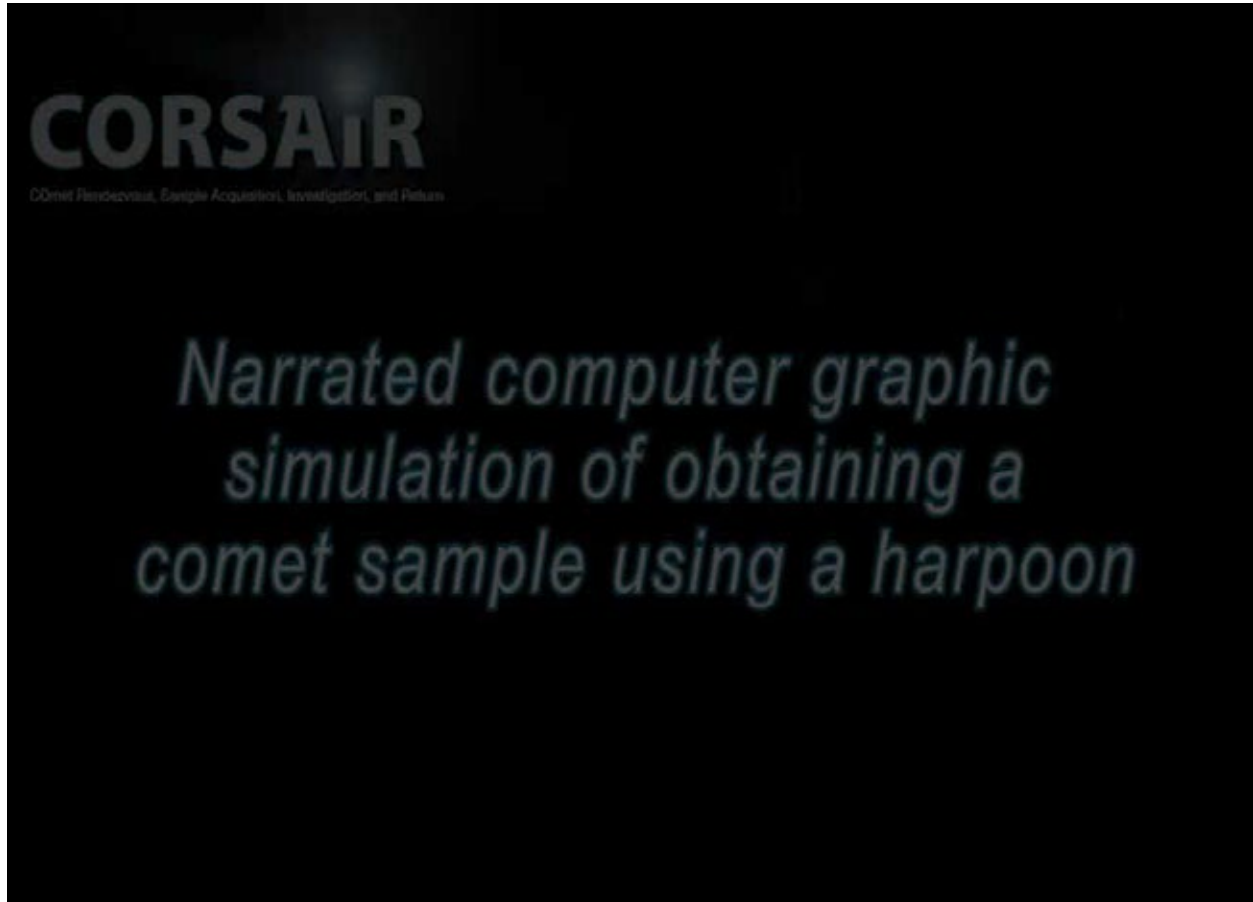 CORSAiR
COmet Rendezvous, Sample Acquisition, Investigation, and Return
Narrated computer graphic
simulation of obtaining a
comet sample using a harpoon